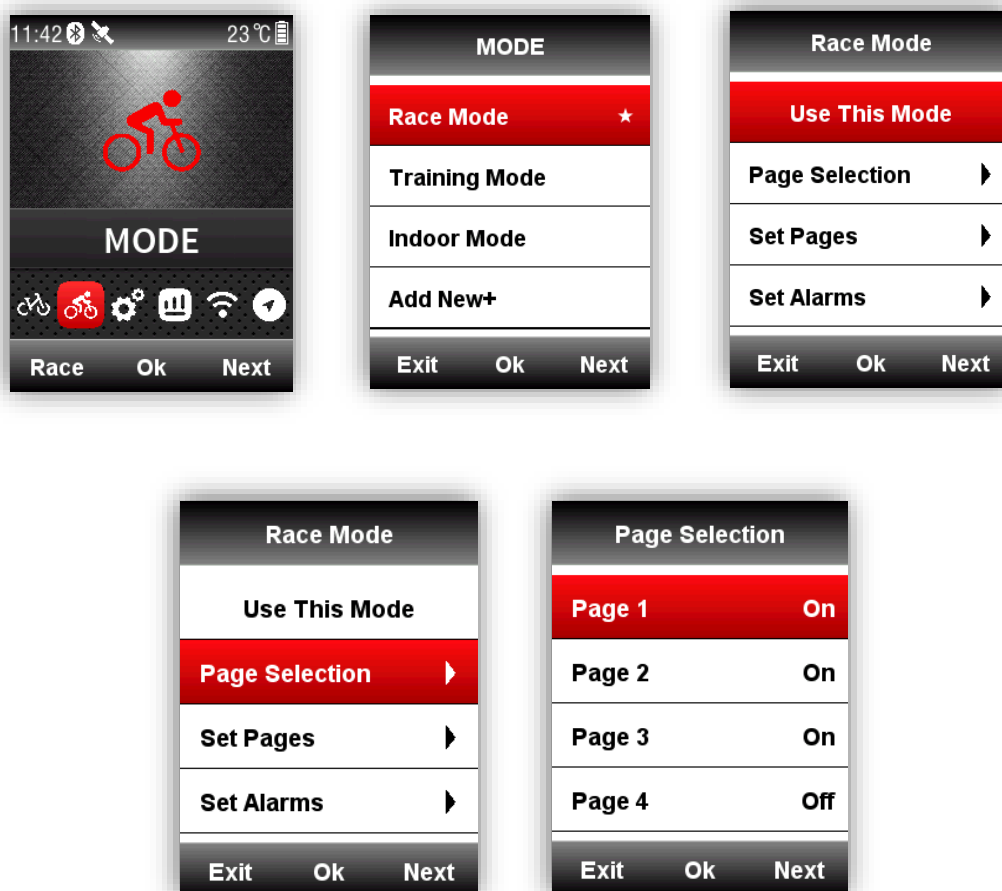 11:42 23 ℃
MODE
Race Ok Next
MODE
Race Mode ★
Training Mode
Indoor Mode
Add New+
Exit Ok Next
Race Mode
Use This Mode
Page Selection
Set Pages
Set Alarms
Exit Ok Next
Race Mode
Use This Mode
Page Selection
Set Pages
Set Alarms
Exit Ok Next
Page Selection
Page 1 On
Page 2 On
Page 3 On
Page 4 Off
Exit Ok Next